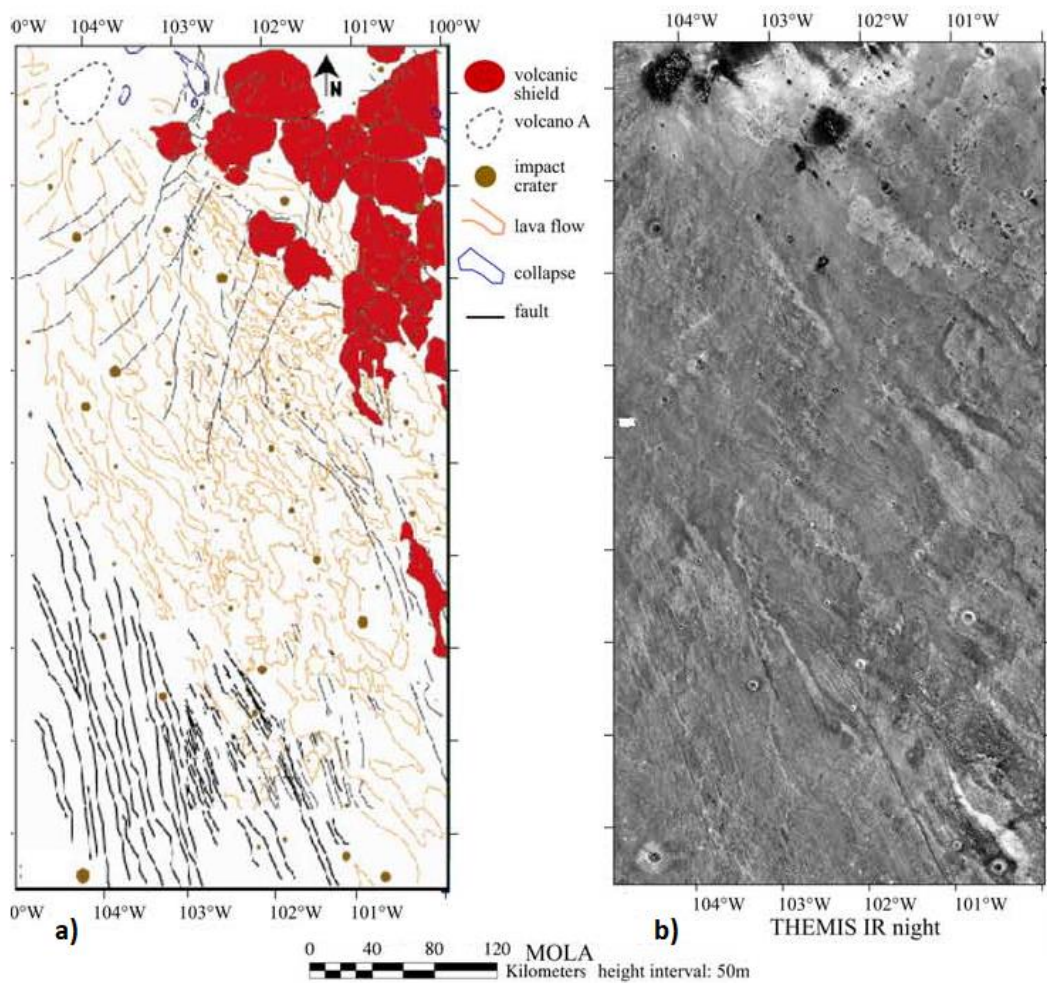 104°W 103°W 102°W 101°W 100°W
104°W 103°W 102°W 101°W
N
volcanic
shield
volcano A
impact
crater
lava flow
collapse
fault
0°W 104°W 103°W 102°W 101°W
104°W 103°W 102°W 101°W
a)
b)
THEMIS IR night
0 40 80 120 MOLA
Kilometers height interval: 50m